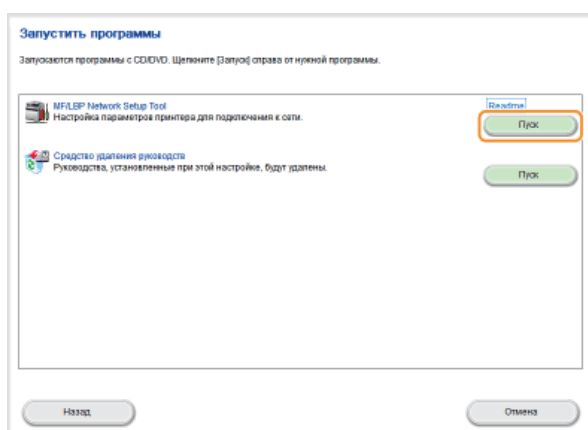 Запустить программы
Запускаются программы с CD/DVD. Щелкните [Запуск] справа от нужной программы.
MF/LBP Network Setup Tool
Readme
Настройка параметров принтера для подключения к сети.
Пуск
Средство удаления руководств
Руководства, установленные при этой настройке, будут удалены.
Пуск
Назад
Отмена